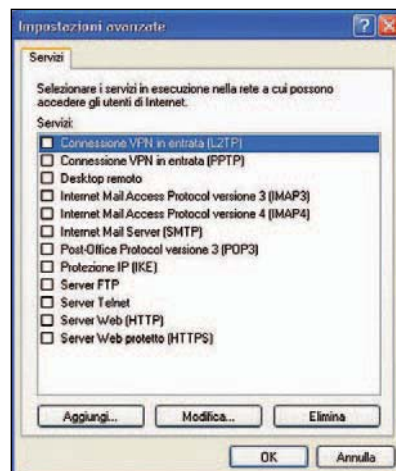 Impostazioni avanzate
Servizi
Selezionare i servizi in esecuzione nella rete a cui possono
accedere gli utenti di Internet.
Servizi:
Connessione VPN in entrata (L2TP)
Connessione VPN in entrata (PPTP)
Desktop remoto
Internet Mail Access Protocol versione 3 (IMAP3)
Internet Mail Access Protocol versione 4 (IMAP4)
Internet Mail Server (SMTP)
Post-Office Protocol versione 3 (POP3)
Protezione IP (IKE)
Server FTP
Server Telnet
Server Web (HTTP)
Server Web protetto (HTTPS)
Aggiungi... Modifica... Elimina
OK Annulla